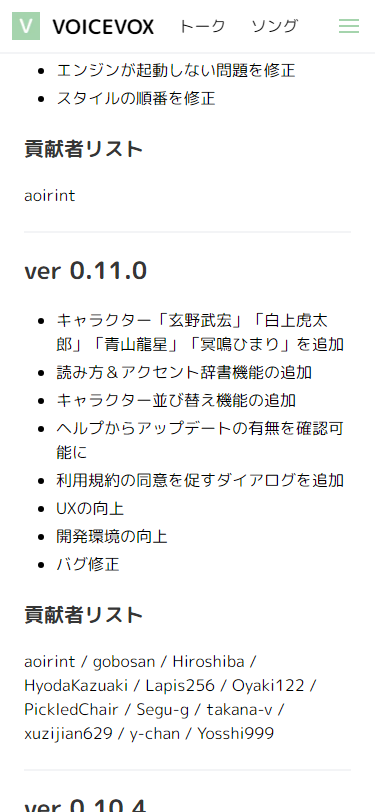 V VOICEVOX トーク ソング
エンジンが起動しない問題を修正
スタイルの順番を修正
貢献者リスト
aoirint
ver 0.11.0
キャラクター「玄野武宏」「白上虎太
郎」「青山龍星」「冥鳴ひまり」を追加
読み方＆アクセント辞書機能の追加
キャラクター並び替え機能の追加
ヘルプからアップデートの有無を確認可
能に
利用規約の同意を促すダイアログを追加
UXの向上
開発環境の向上
バグ修正
貢献者リスト
aoirint / gobosan / Hiroshiba /
HyodaKazuaki / Lapis256 / Oyaki122 /
PickledChair / Segu-g / takana-v /
xuzijian629 / y-chan / Yosshi999
ver 0.10.4